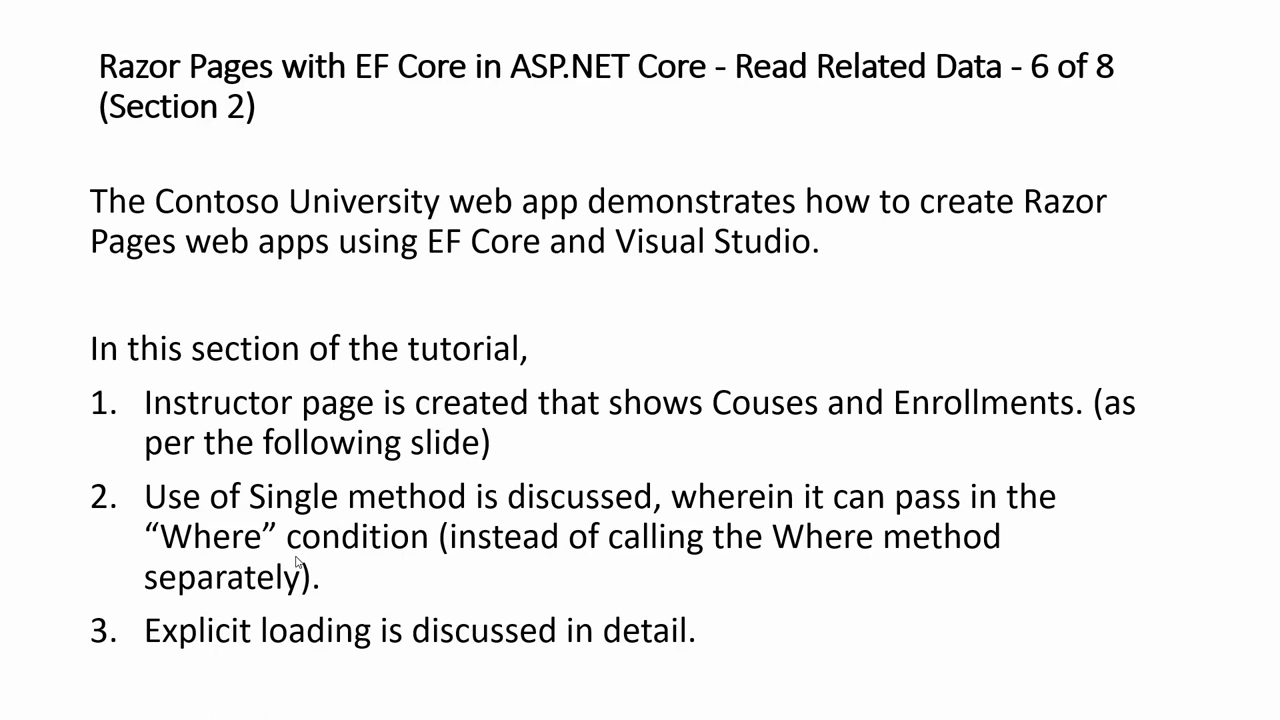 Razor Pages with EF Core in ASP.NET Core - Read Related Data - 6 of 8
(Section 2)
The Contoso University web app demonstrates how to create Razor
Pages web apps using EF Core and Visual Studio.
In this section of the tutorial,
1. Instructor page is created that shows Couses and Enrollments. (as
per the following slide)
2. Use of Single method is discussed, wherein it can pass in the
“Where” condition (instead of calling the Where method
separately).
3. Explicit loading is discussed in detail.